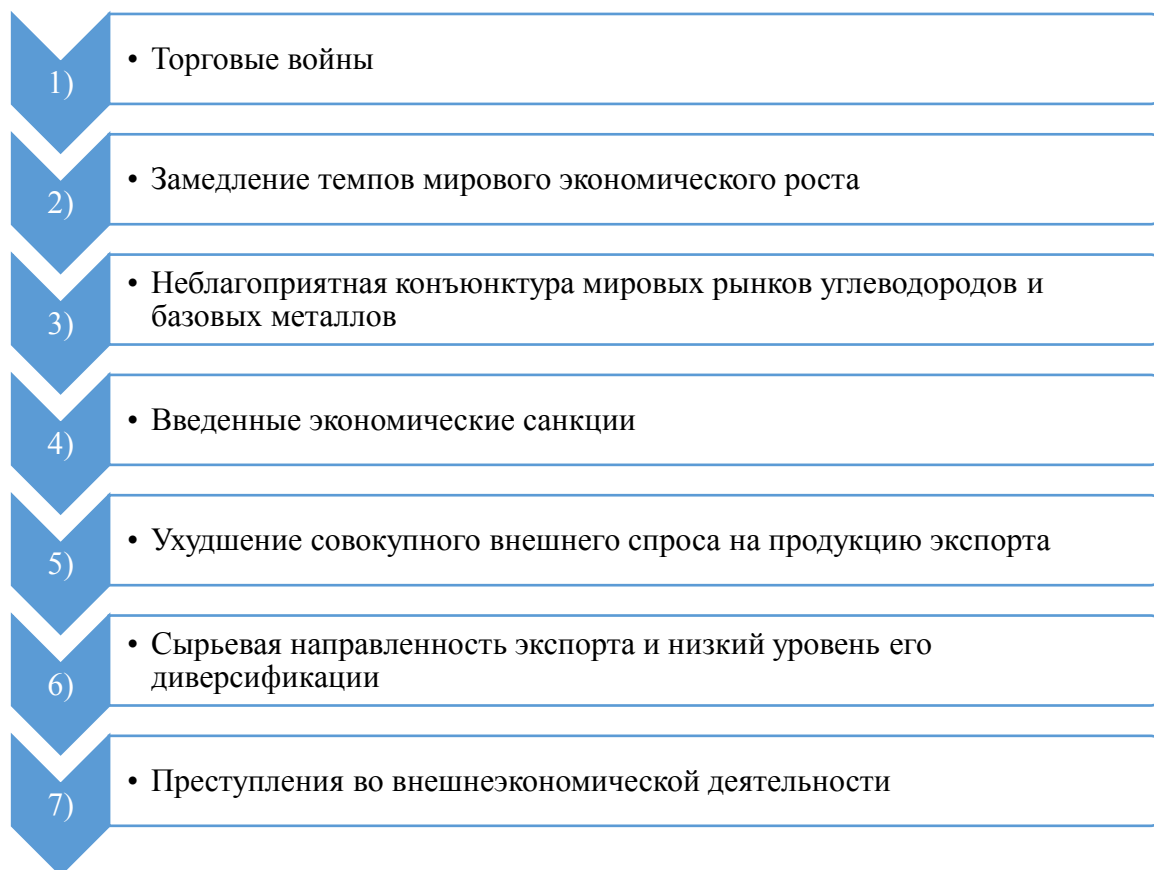 1)
• Торговые войны
2)
• Замедление темпов мирового экономического роста
3)
• Неблагоприятная конъюнктура мировых рынков углеводородов и
базовых металлов
4)
• Введенные экономические санкции
5)
• Ухудшение совокупного внешнего спроса на продукцию экспорта
6)
• Сырьевая направленность экспорта и низкий уровень его
диверсификации
7)
• Преступления во внешнеэкономической деятельности